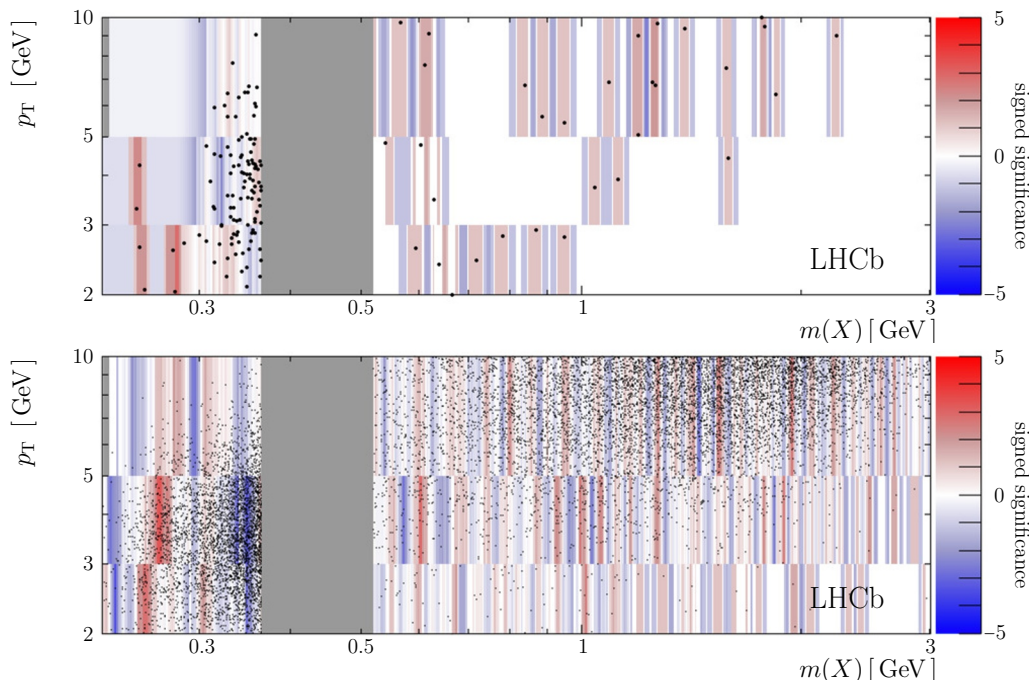 10
5
3
2
p_T [GeV]
0.3
0.5
1
3
m(X) [GeV]
LHCb
5
0
−5
signed significance
10
5
3
2
p_T [GeV]
0.3
0.5
1
3
m(X) [GeV]
LHCb
5
0
−5
signed significance